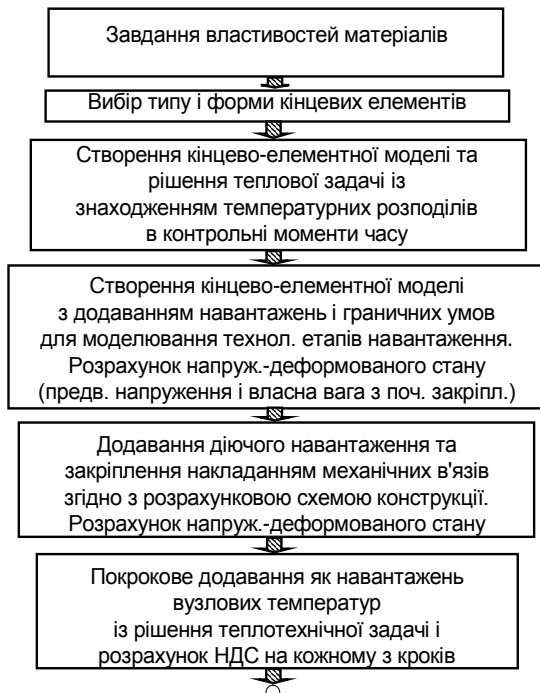 Завдання властивостей матеріалів
Вибір типу і форми кінцевих елементів
Створення кінцево-елементної моделі та
рішення теплової задачі із
знаходженням температурних розподілів
в контрольні моменти часу
Створення кінцево-елементної моделі
з додаванням навантажень і граничних умов
для моделювання технол. етапів навантаження.
Розрахунок напруж.-деформованого стану
(предв. напруження і власна вага з поч. закріпл.)
Додавання діючого навантаження та
закріплення накладанням механічних в'язів
згідно з розрахунковою схемою конструкції.
Розрахунок напруж.-деформованого стану
Покрокове додавання як навантажень
вузлових температур
із рішення теплотехнічної задачі і
розрахунок НДС на кожному з кроків